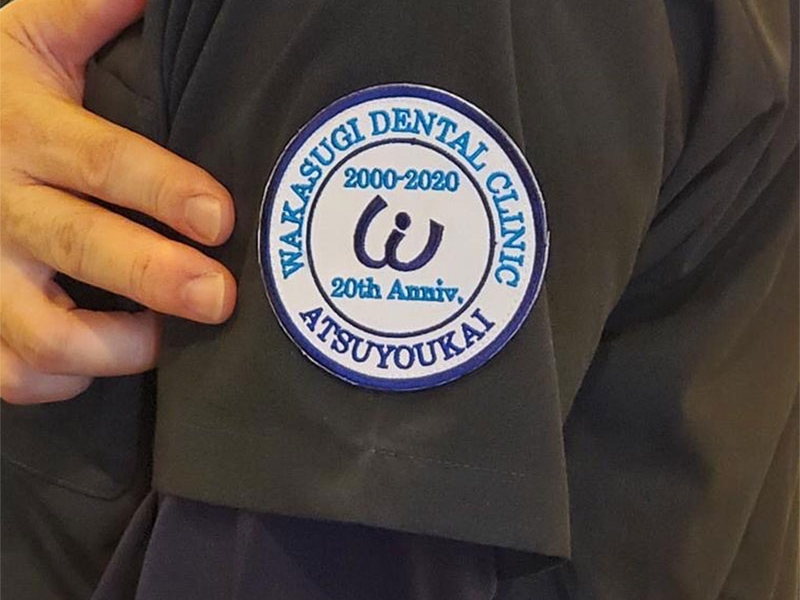 WAKASUGI DENTAL CLINIC
2000-2020
20th Anniv.
ATSUYOUKAI